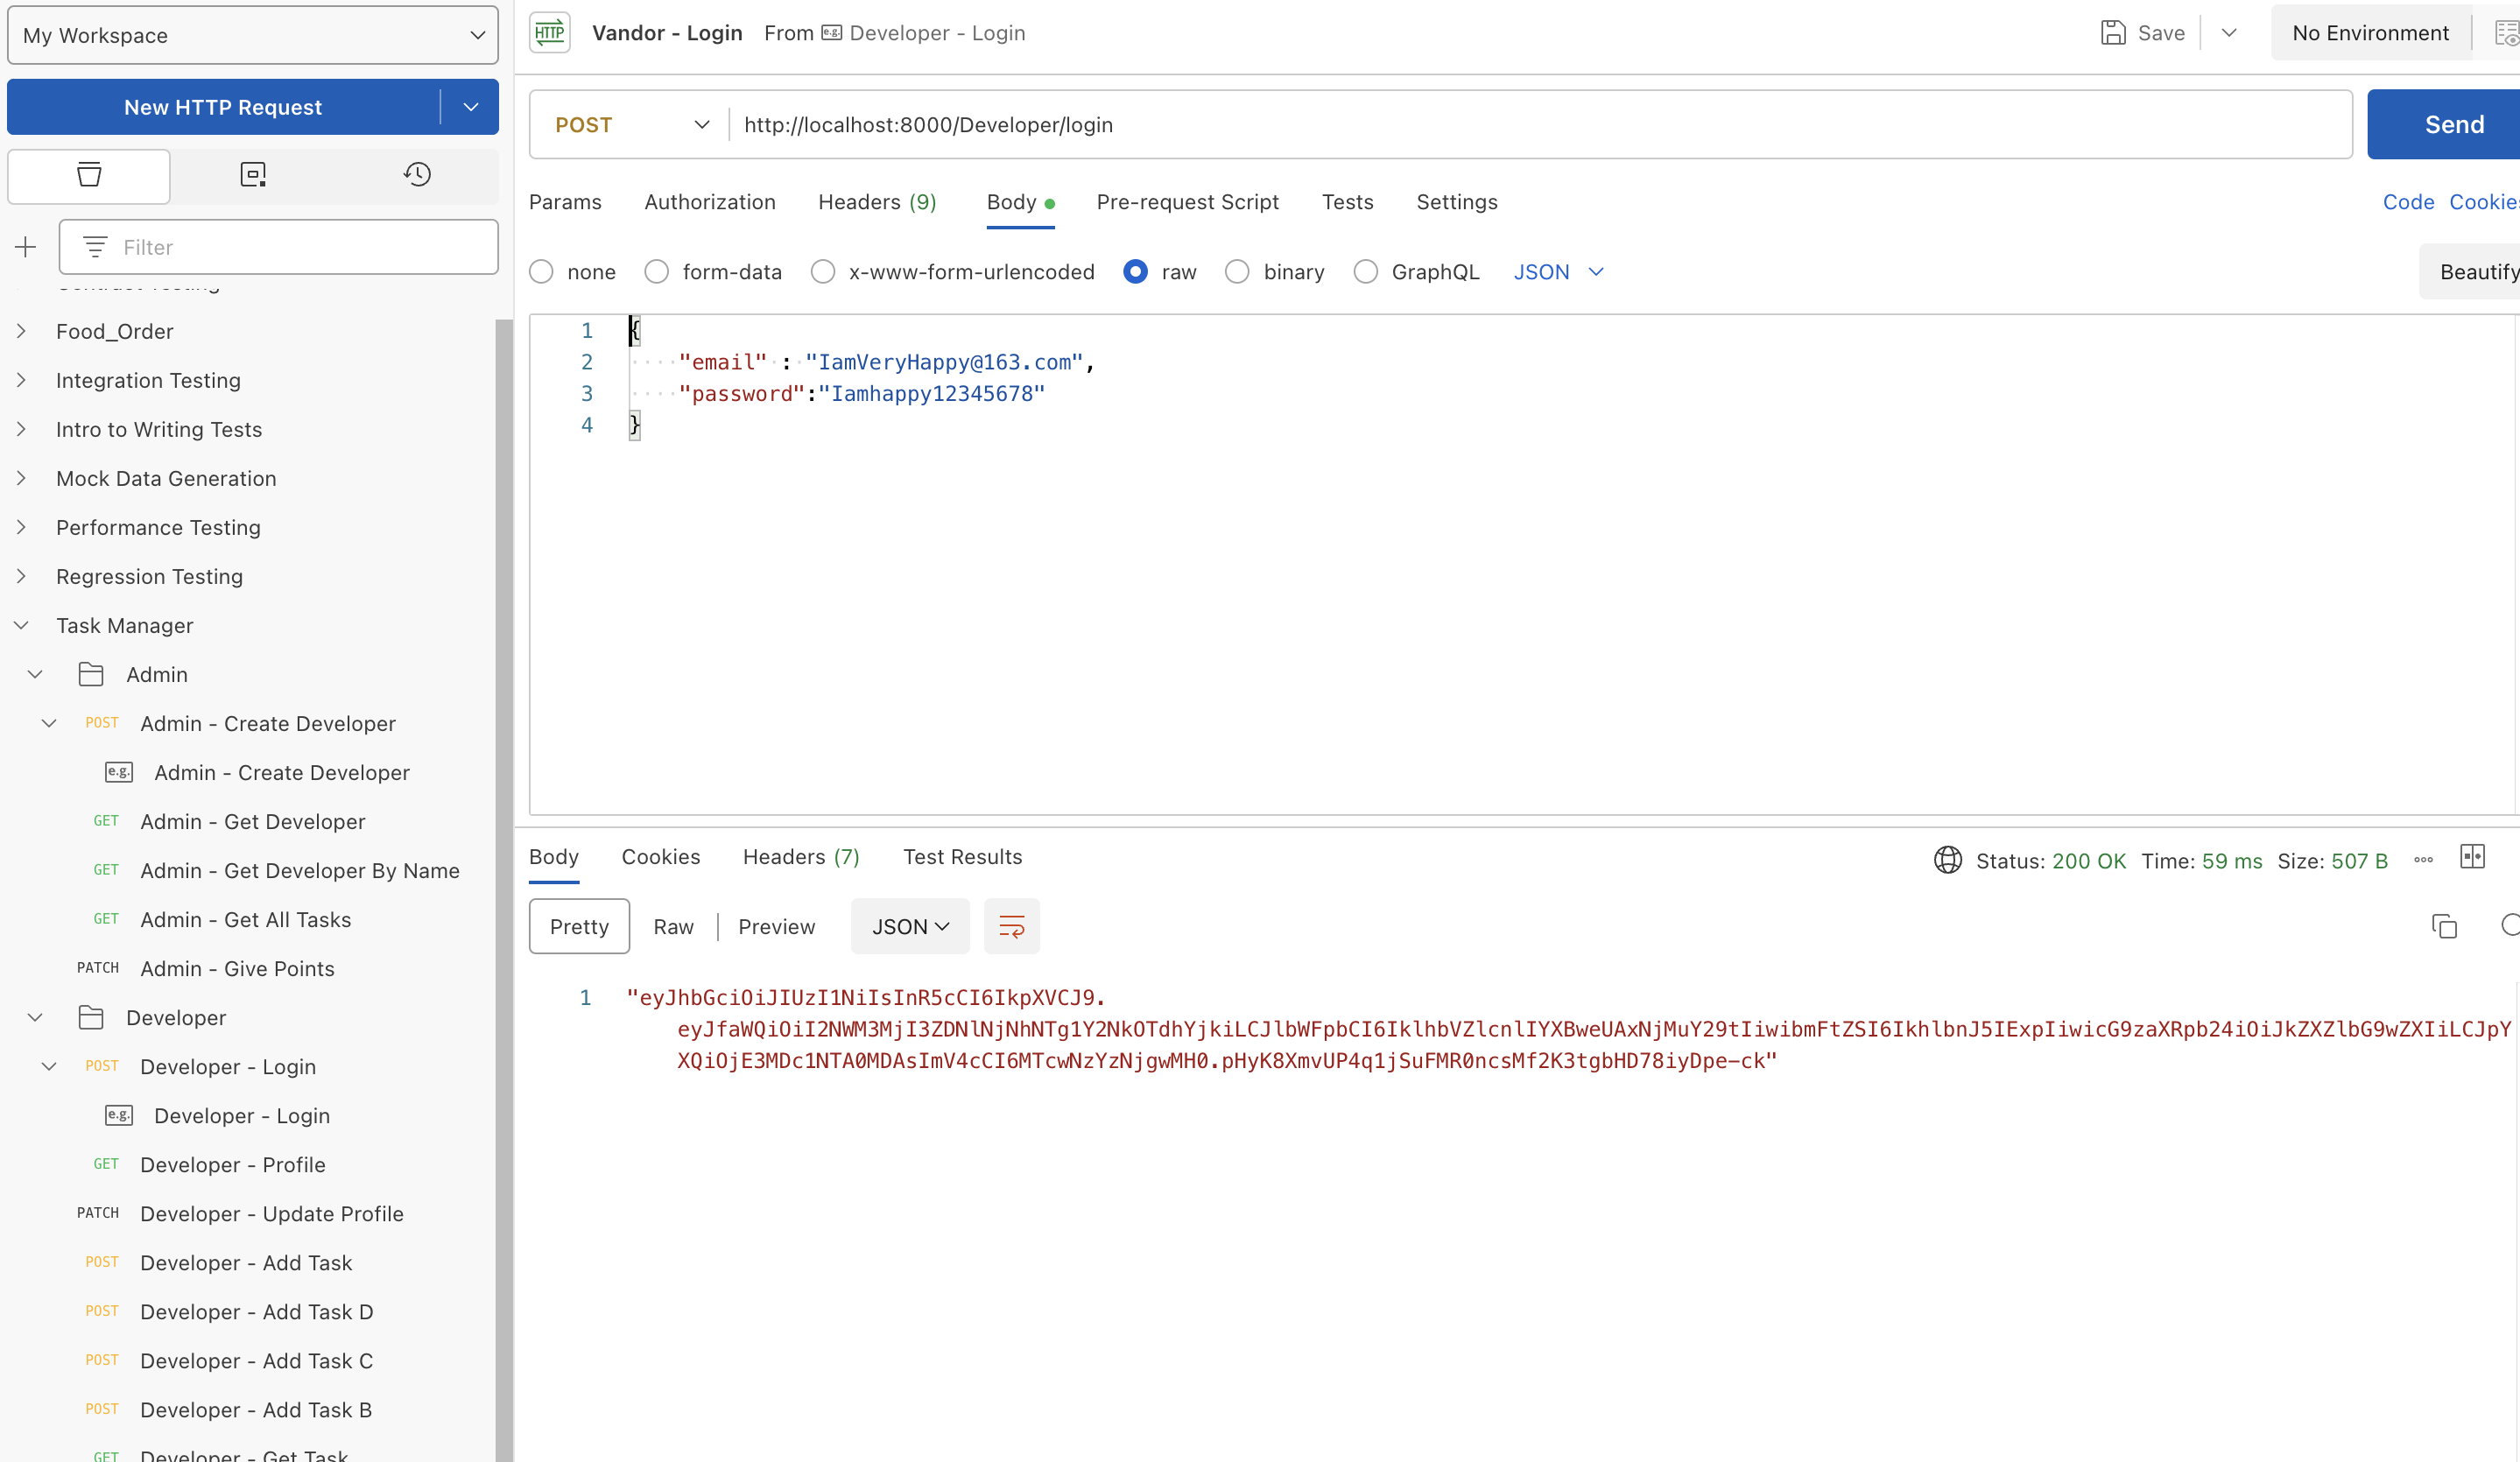 My Workspace
New HTTP Request
Filter
Food_Order
Integration Testing
Intro to Writing Tests
Mock Data Generation
Performance Testing
Regression Testing
Task Manager
Admin
POST Admin - Create Developer
e.g. Admin - Create Developer
GET Admin - Get Developer
GET Admin - Get Developer By Name
GET Admin - Get All Tasks
PATCH Admin - Give Points
Developer
POST Developer - Login
e.g. Developer - Login
GET Developer - Profile
PATCH Developer - Update Profile
POST Developer - Add Task
POST Developer - Add Task D
POST Developer - Add Task C
POST Developer - Add Task B
GET Developer - Get Task
HTTP Vandor - Login From e.g. Developer - Login
Save No Environment
POST http://localhost:8000/Developer/login Send
Params Authorization Headers (9) Body Pre-request Script Tests Settings Code Cookies
none form-data x-www-form-urlencoded raw binary GraphQL JSON Beautify
1 {
2 "email" : "IamVeryHappy@163.com",
3 "password":"Iamhappy12345678"
4 }
Body Cookies Headers (7) Test Results Status: 200 OK Time: 59 ms Size: 507 B
Pretty Raw Preview JSON
1 "eyJhbGciOiJIUzI1NiIsInR5cCI6IkpXVCJ9.
eyJfaWQiOiI2NWM3MjI3ZDNlNjNhNTg1Y2NkOTdhYjkiLCJlbWFpbCI6IklhbVZlcnlIYXBweUAxNjMuY29tIiwibmFtZSI6IkhlbnJ5IExpIiwicG9zaXRpb24iOiJkZXZlbG9wZXIiLCJpY
XQiOjE3MDc1NTA0MDAsImV4cCI6MTcwNzYzNjgwMH0.pHyK8XmvUP4q1jSuFMR0ncsMf2K3tgbHD78iyDpe-ck"